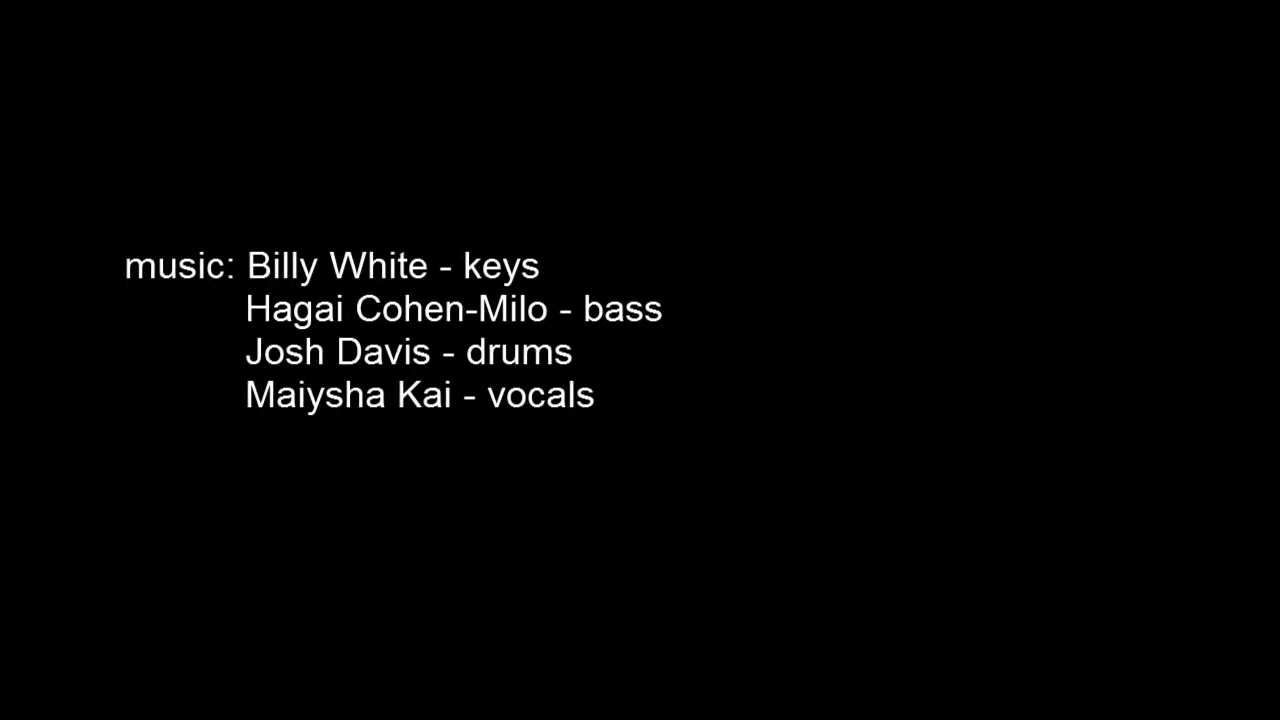 music: Billy White - keys
Hagai Cohen-Milo - bass
Josh Davis - drums
Maiysha Kai - vocals